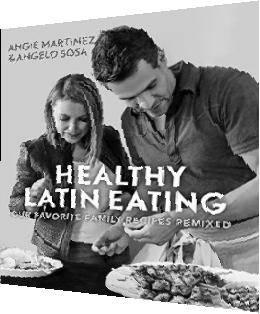 ANGIE MARTINEZ
& ANGELO SOSA
HEALTHY
LATIN EATING
OUR FAVORITE FAMILY RECIPES REMIXED